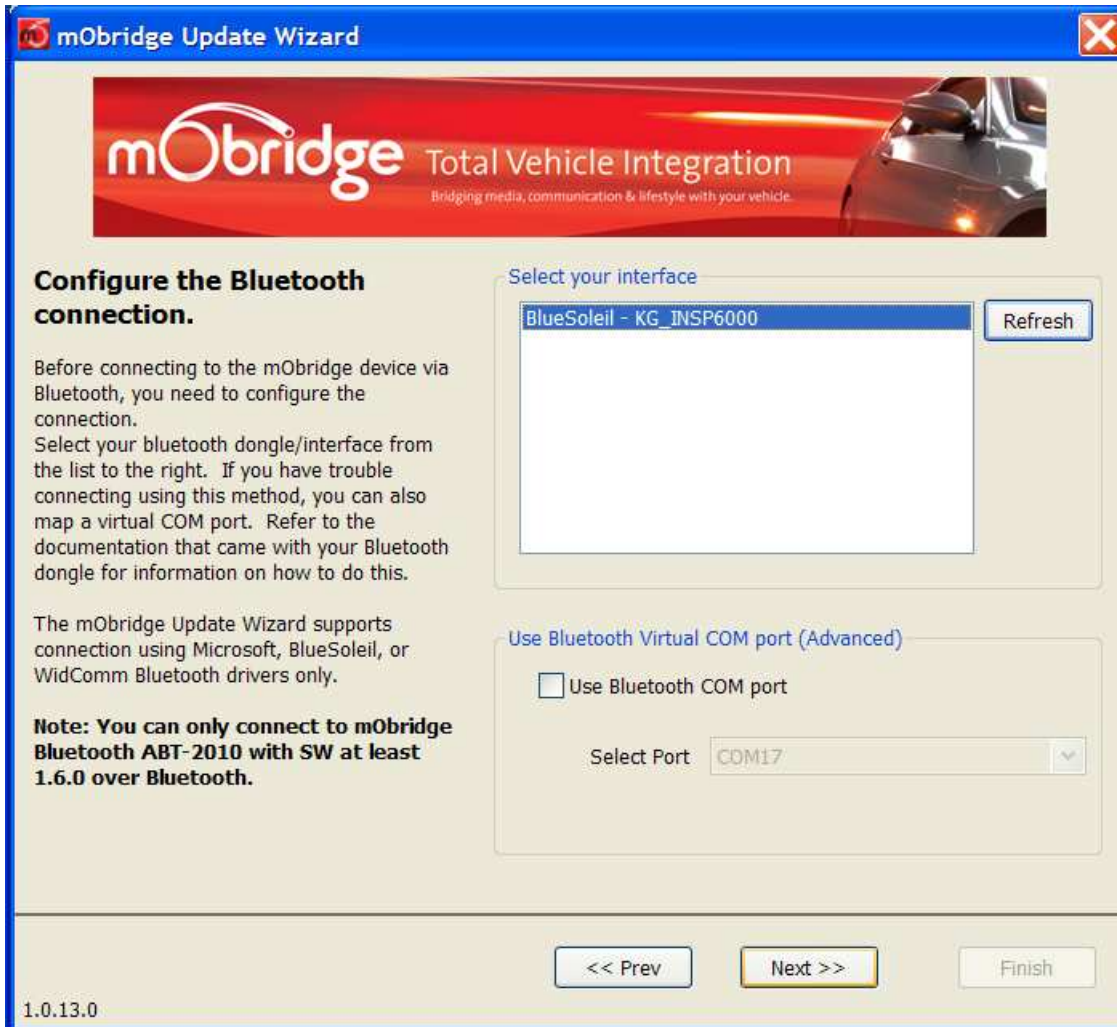 mObridge Update Wizard
mObridge Total Vehicle Integration
Bridging media, communication & lifestyle with your vehicle.
Configure the Bluetooth
connection.
Before connecting to the mObridge device via
Bluetooth, you need to configure the
connection.
Select your bluetooth dongle/interface from
the list to the right.  If you have trouble
connecting using this method, you can also
map a virtual COM port.  Refer to the
documentation that came with your Bluetooth
dongle for information on how to do this.
The mObridge Update Wizard supports
connection using Microsoft, BlueSoleil, or
WidComm Bluetooth drivers only.
Note: You can only connect to mObridge
Bluetooth ABT-2010 with SW at least
1.6.0 over Bluetooth.
Select your interface
BlueSoleil - KG_INSP6000
Refresh
Use Bluetooth Virtual COM port (Advanced)
Use Bluetooth COM port
Select Port COM17
<< Prev Next >> Finish
1.0.13.0